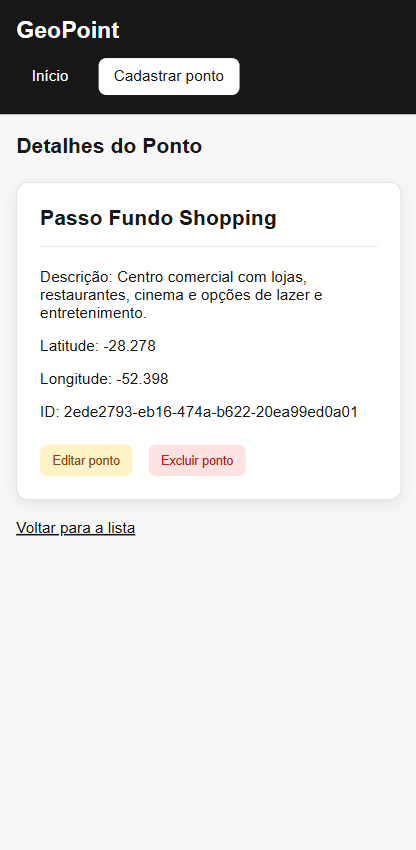 GeoPoint
Início
Cadastrar ponto
Detalhes do Ponto
Passo Fundo Shopping
Descrição: Centro comercial com lojas,
restaurantes, cinema e opções de lazer e
entretenimento.
Latitude: -28.278
Longitude: -52.398
ID: 2ede2793-eb16-474a-b622-20ea99ed0a01
Editar ponto
Excluir ponto
Voltar para a lista